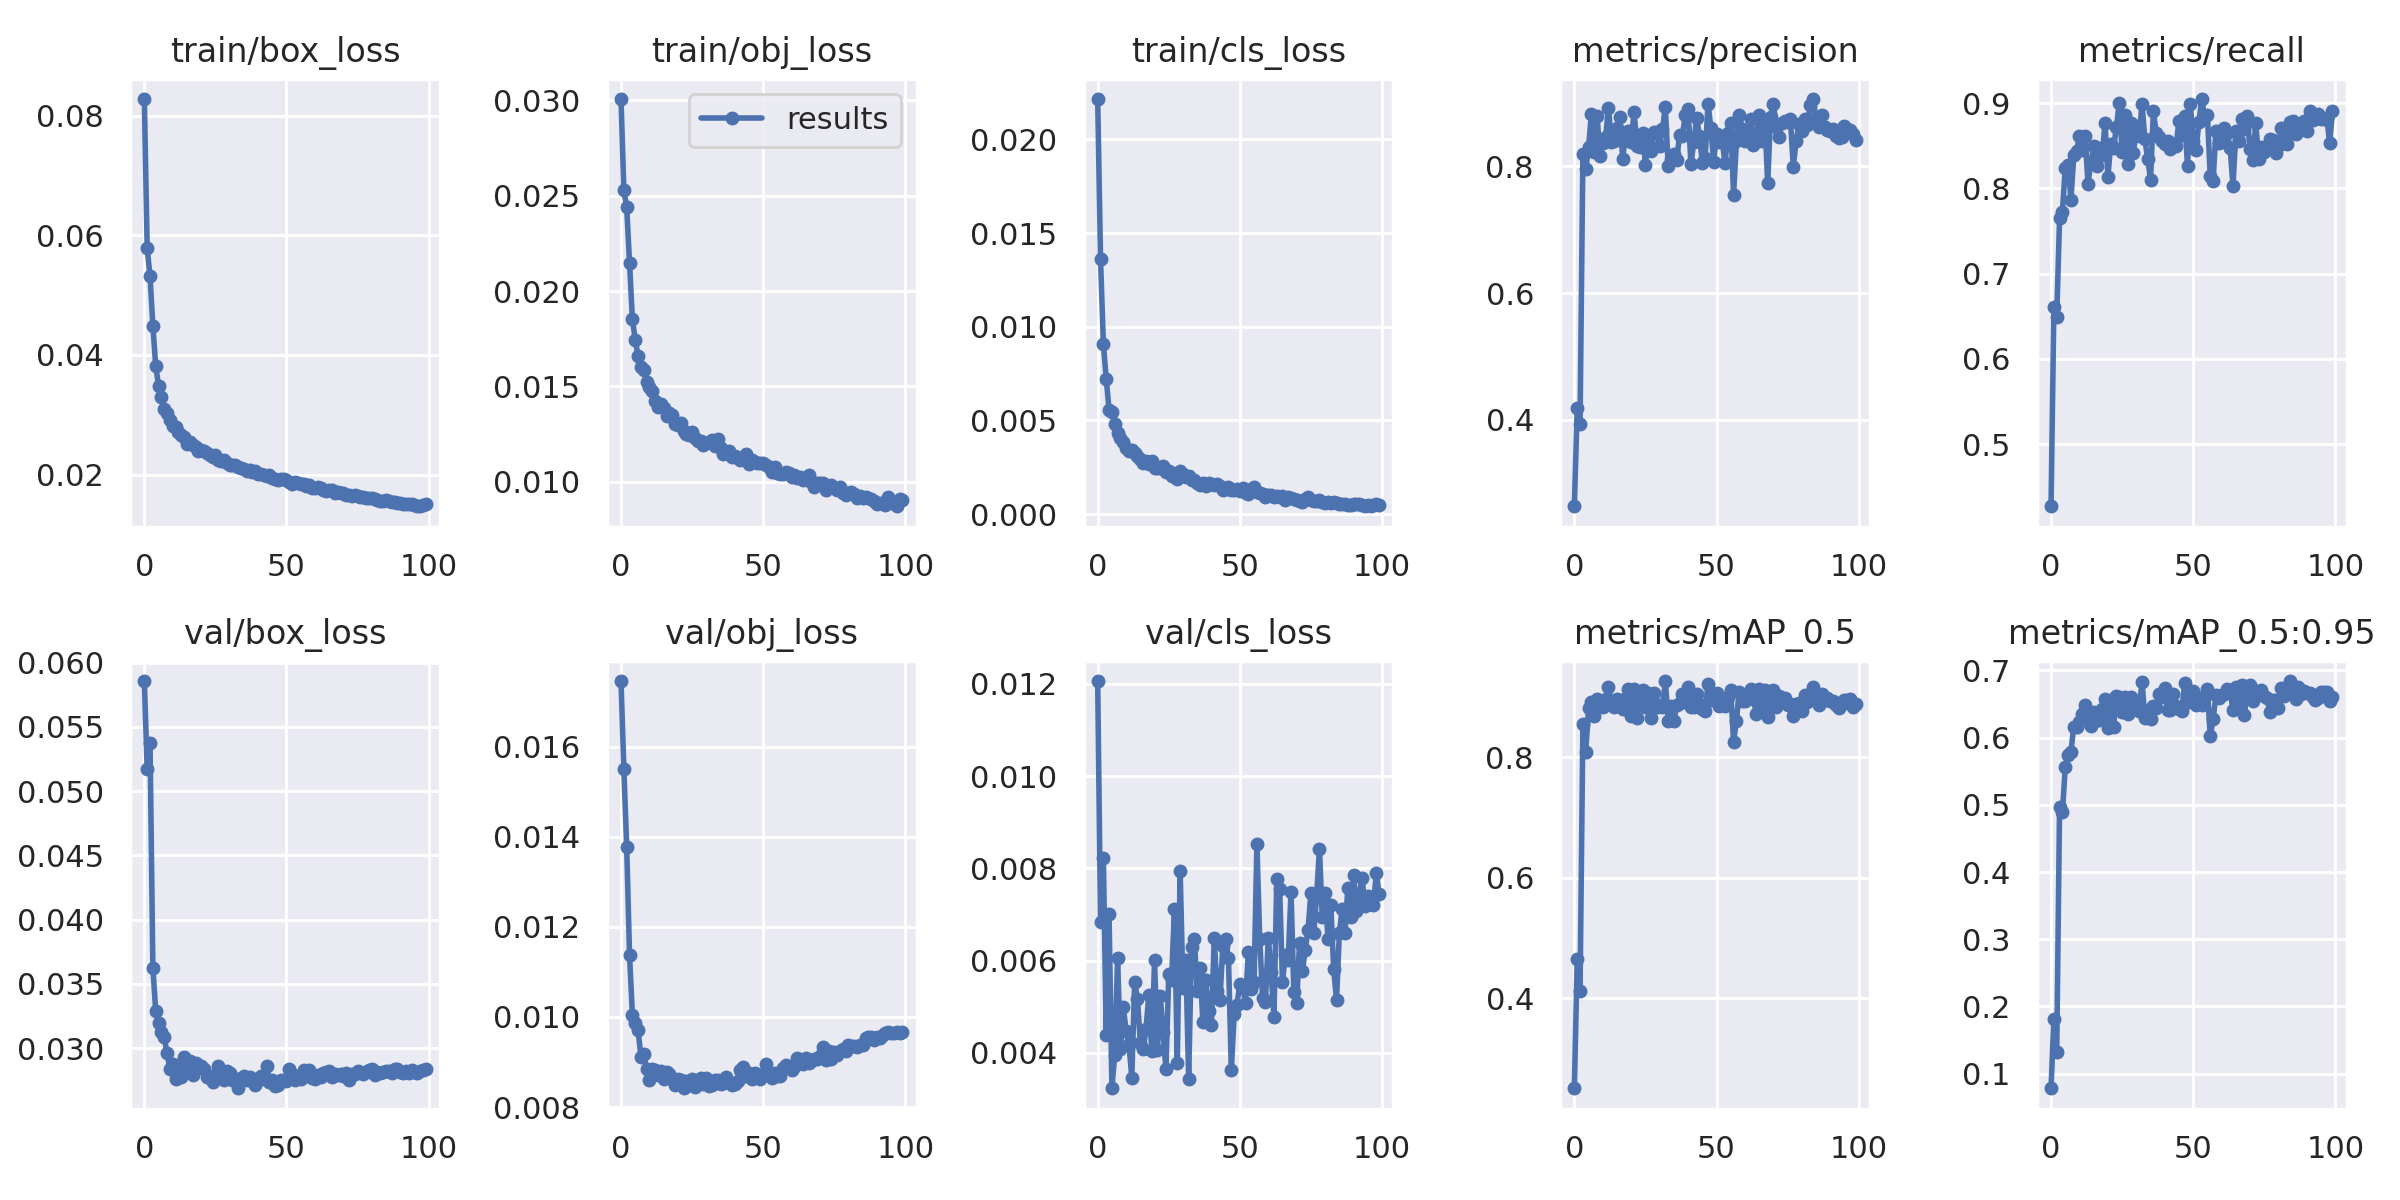 train/box_loss
0.08
0.06
0.04
0.02
0 50 100
train/obj_loss
results
0.030
0.025
0.020
0.015
0.010
0 50 100
train/cls_loss
0.020
0.015
0.010
0.005
0.000
0 50 100
metrics/precision
0.8
0.6
0.4
0 50 100
metrics/recall
0.9
0.8
0.7
0.6
0.5
0 50 100
val/box_loss
0.060
0.055
0.050
0.045
0.040
0.035
0.030
0 50 100
val/obj_loss
0.016
0.014
0.012
0.010
0.008
0 50 100
val/cls_loss
0.012
0.010
0.008
0.006
0.004
0 50 100
metrics/mAP_0.5
0.8
0.6
0.4
0 50 100
metrics/mAP_0.5:0.95
0.7
0.6
0.5
0.4
0.3
0.2
0.1
0 50 100